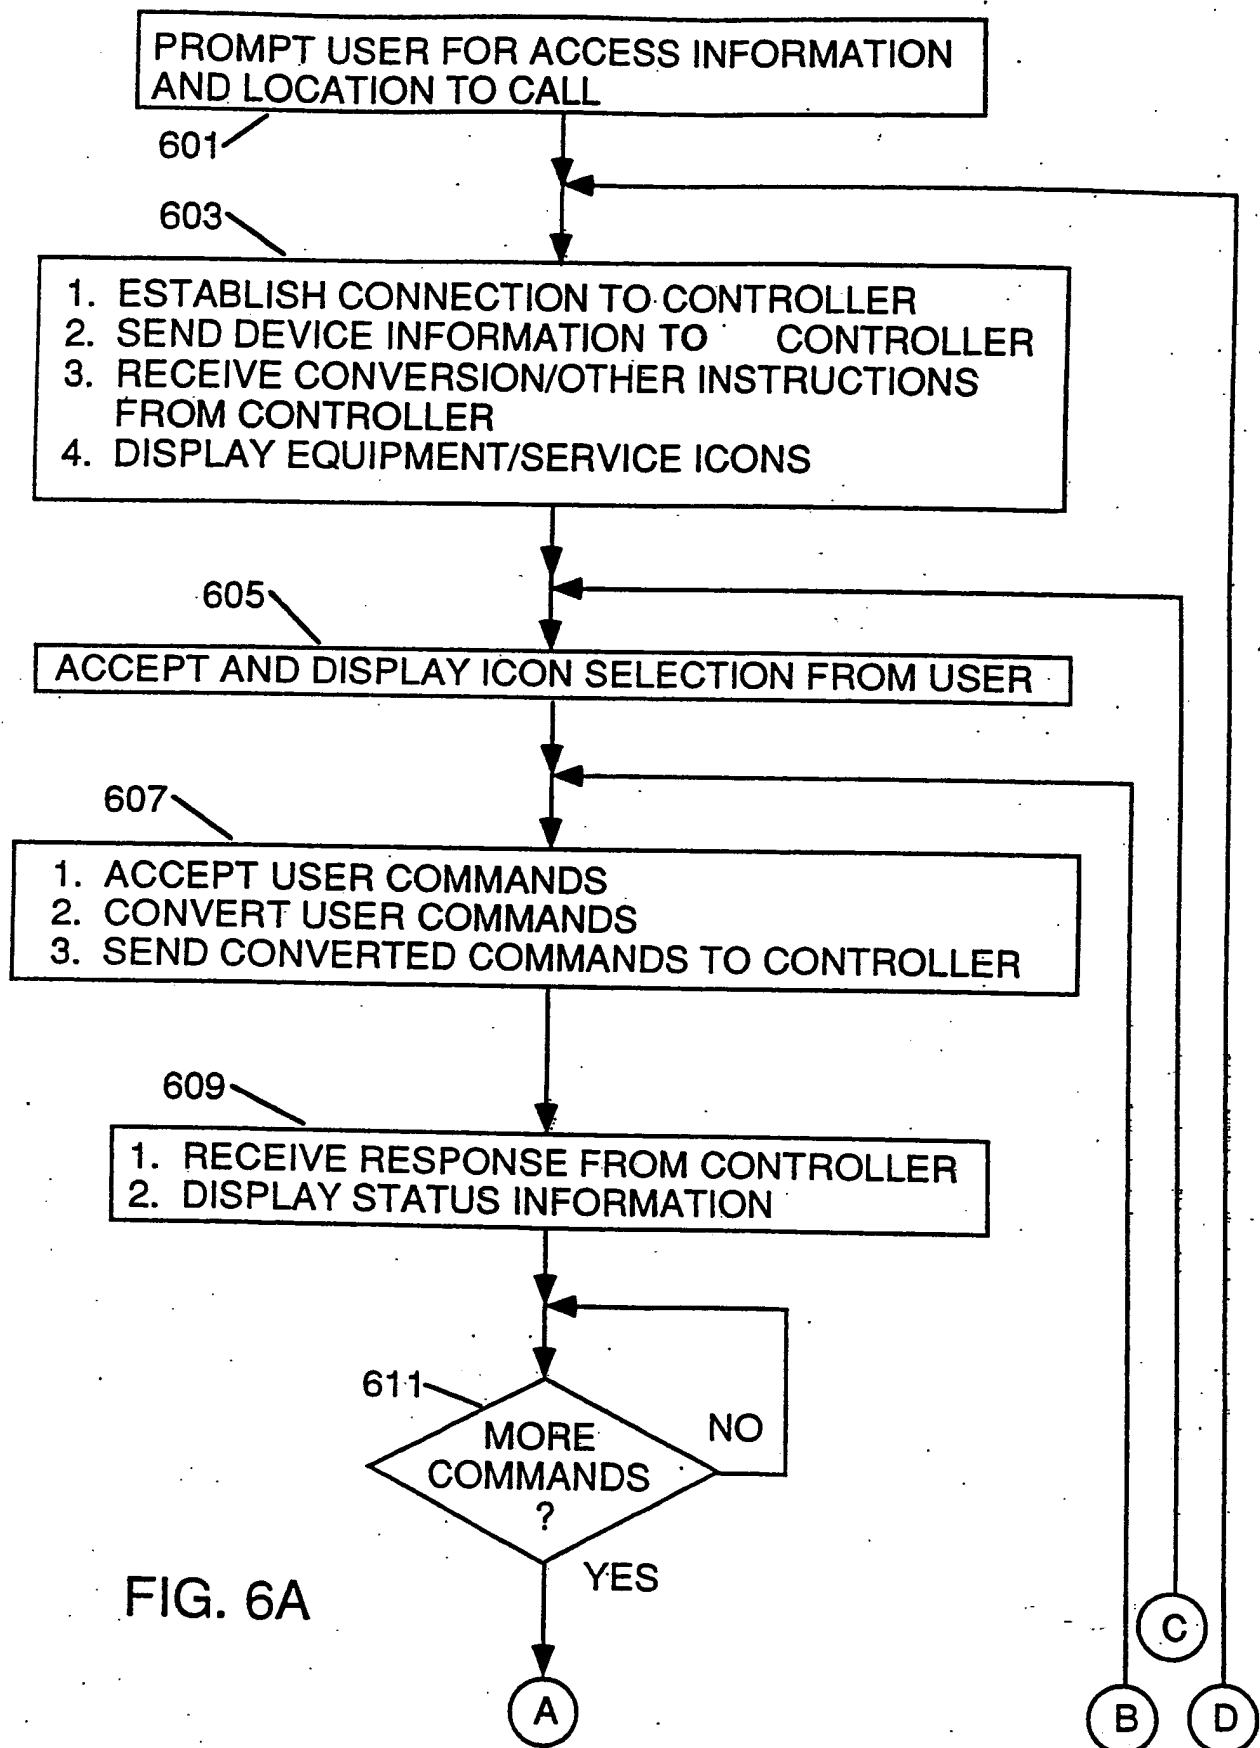 PROMPT USER FOR ACCESS INFORMATION
AND LOCATION TO CALL
601
603
1. ESTABLISH CONNECTION TO CONTROLLER
2. SEND DEVICE INFORMATION TO CONTROLLER
3. RECEIVE CONVERSION/OTHER INSTRUCTIONS
FROM CONTROLLER
4. DISPLAY EQUIPMENT/SERVICE ICONS
605
ACCEPT AND DISPLAY ICON SELECTION FROM USER
607
1. ACCEPT USER COMMANDS
2. CONVERT USER COMMANDS
3. SEND CONVERTED COMMANDS TO CONTROLLER
609
1. RECEIVE RESPONSE FROM CONTROLLER
2. DISPLAY STATUS INFORMATION
611
MORE
COMMANDS
?
NO
YES
FIG. 6A
C
A
B
D